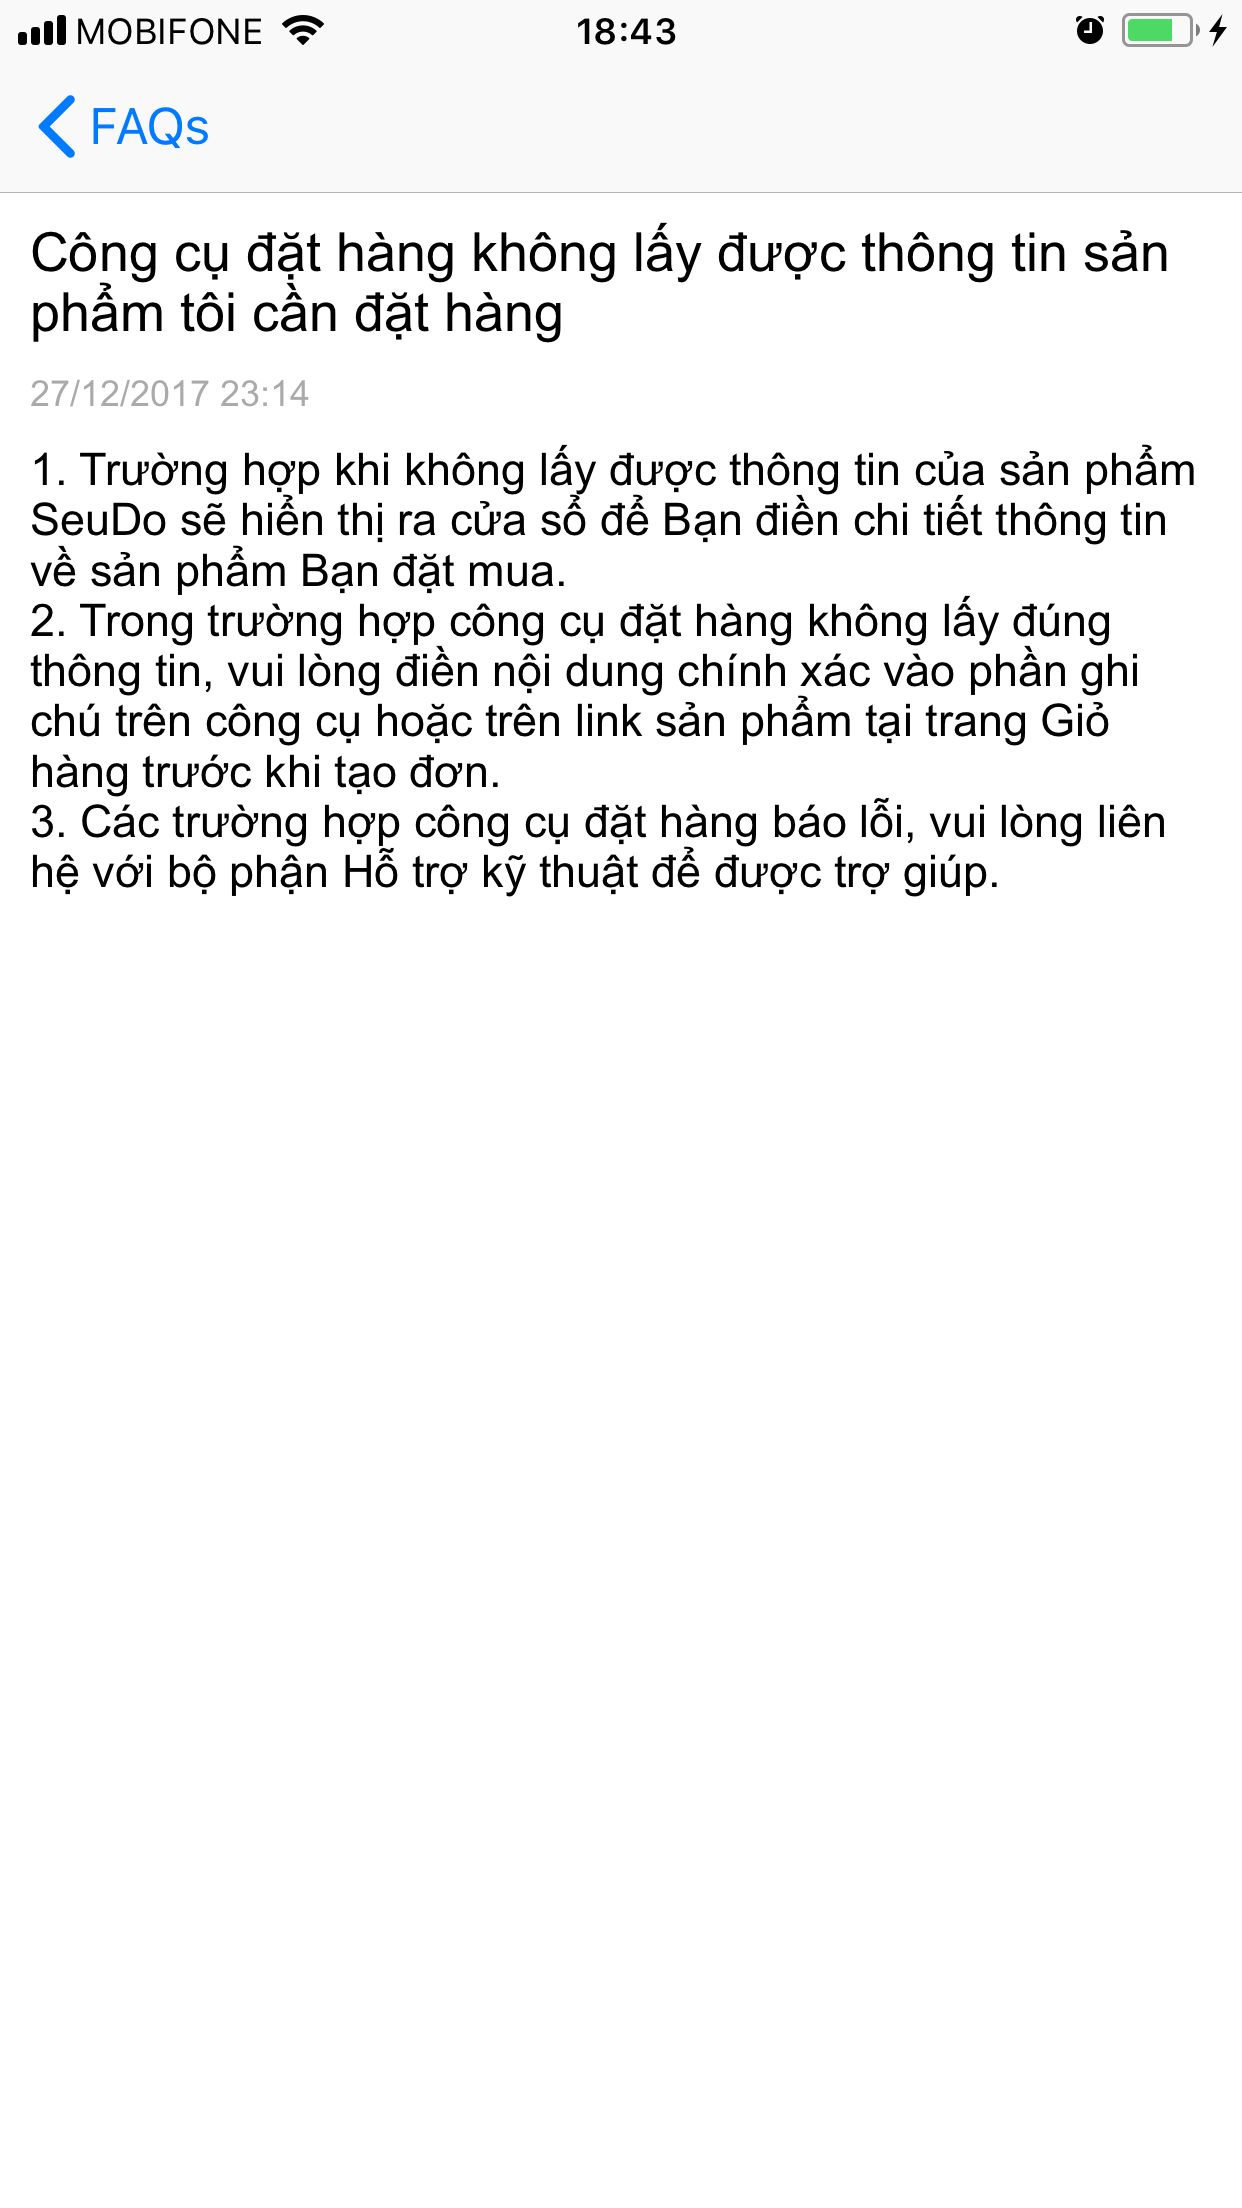 MOBIFONE 18:43
FAQs
Công cụ đặt hàng không lấy được thông tin sản
phẩm tôi cần đặt hàng
27/12/2017 23:14
1. Trường hợp khi không lấy được thông tin của sản phẩm
SeuDo sẽ hiển thị ra cửa sổ để Bạn điền chi tiết thông tin
về sản phẩm Bạn đặt mua.
2. Trong trường hợp công cụ đặt hàng không lấy đúng
thông tin, vui lòng điền nội dung chính xác vào phần ghi
chú trên công cụ hoặc trên link sản phẩm tại trang Giỏ
hàng trước khi tạo đơn.
3. Các trường hợp công cụ đặt hàng báo lỗi, vui lòng liên
hệ với bộ phận Hỗ trợ kỹ thuật để được trợ giúp.